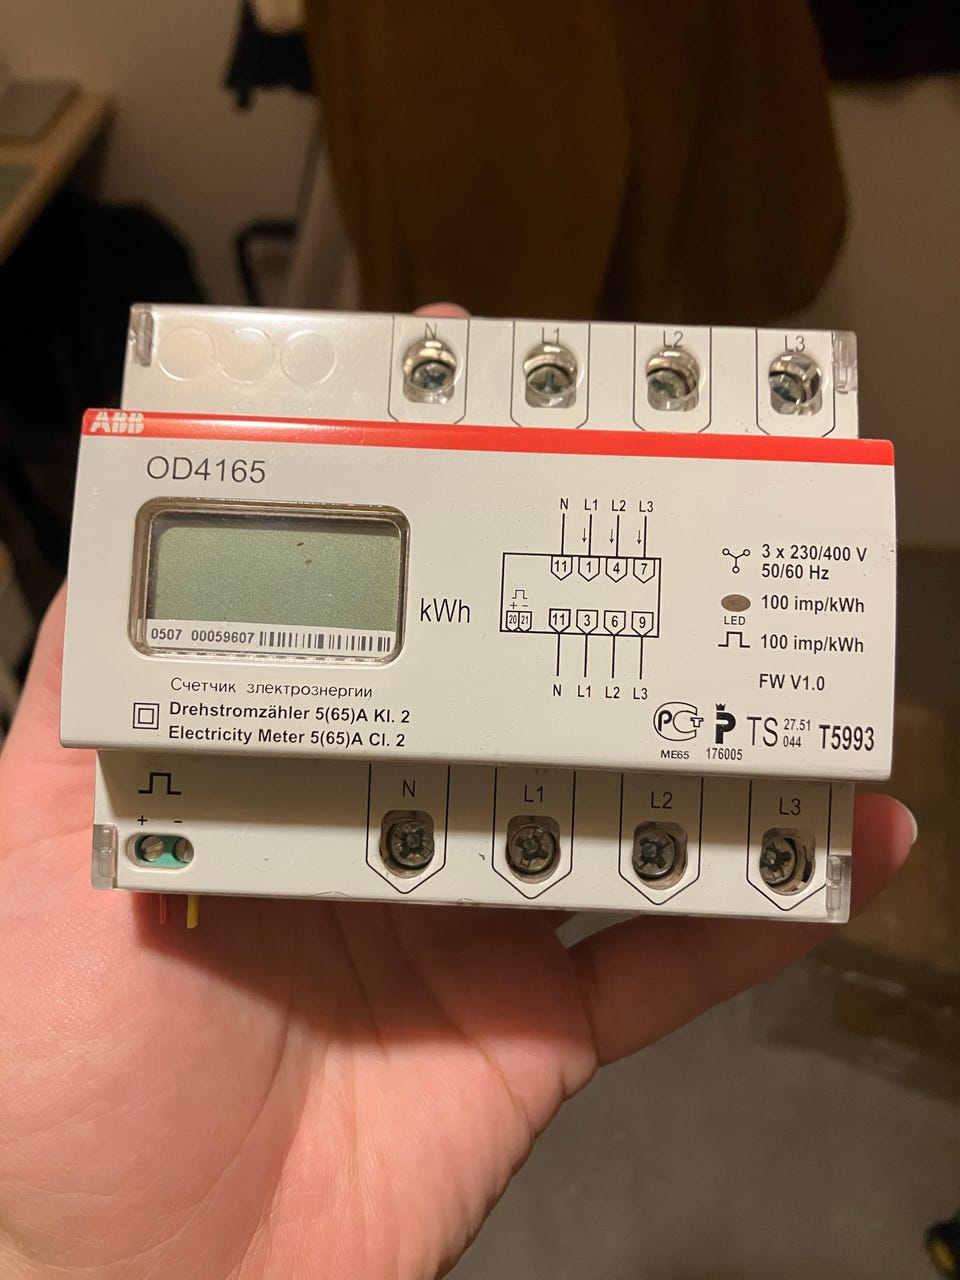 N L1 L2 L3
ABB
OD4165
0507 00059607
kWh
N L1 L2 L3
11 1 4 7
+ −
20 21 11 3 6 9
N L1 L2 L3
3 x 230/400 V
50/60 Hz
100 imp/kWh
LED
100 imp/kWh
FW V1.0
Счетчик злектроэнергии
Drehstromzähler 5(65)A Kl. 2
Electricity Meter 5(65)A Cl. 2
РСТ
ME65
P
176005
TS 27.51
044
T5993
+ −
N L1 L2 L3